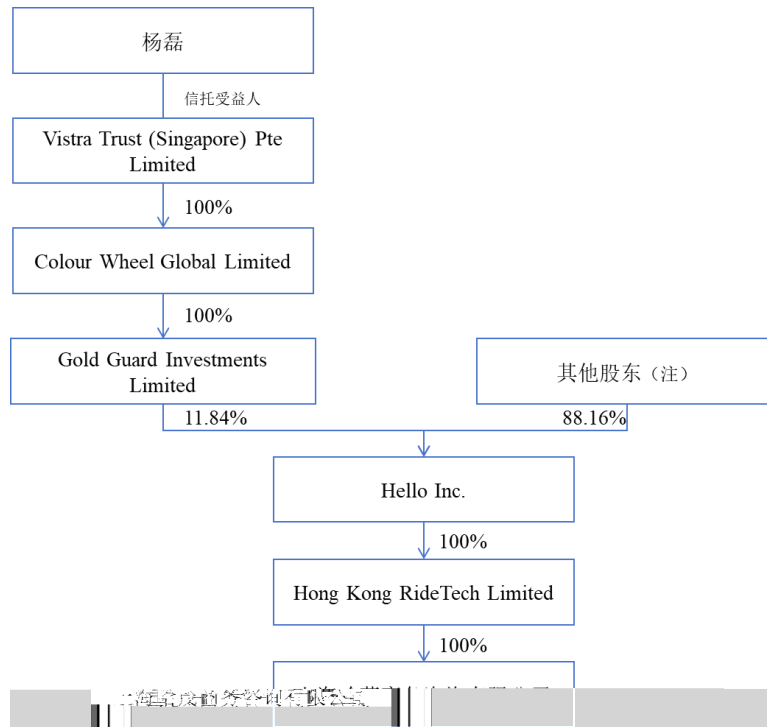 杨磊
信托受益人
Vistra Trust (Singapore) Pte
Limited
100%
Colour Wheel Global Limited
100%
Gold Guard Investments
Limited
其他股东（注）
11.84%
88.16%
Hello Inc.
100%
Hong Kong RideTech Limited
100%